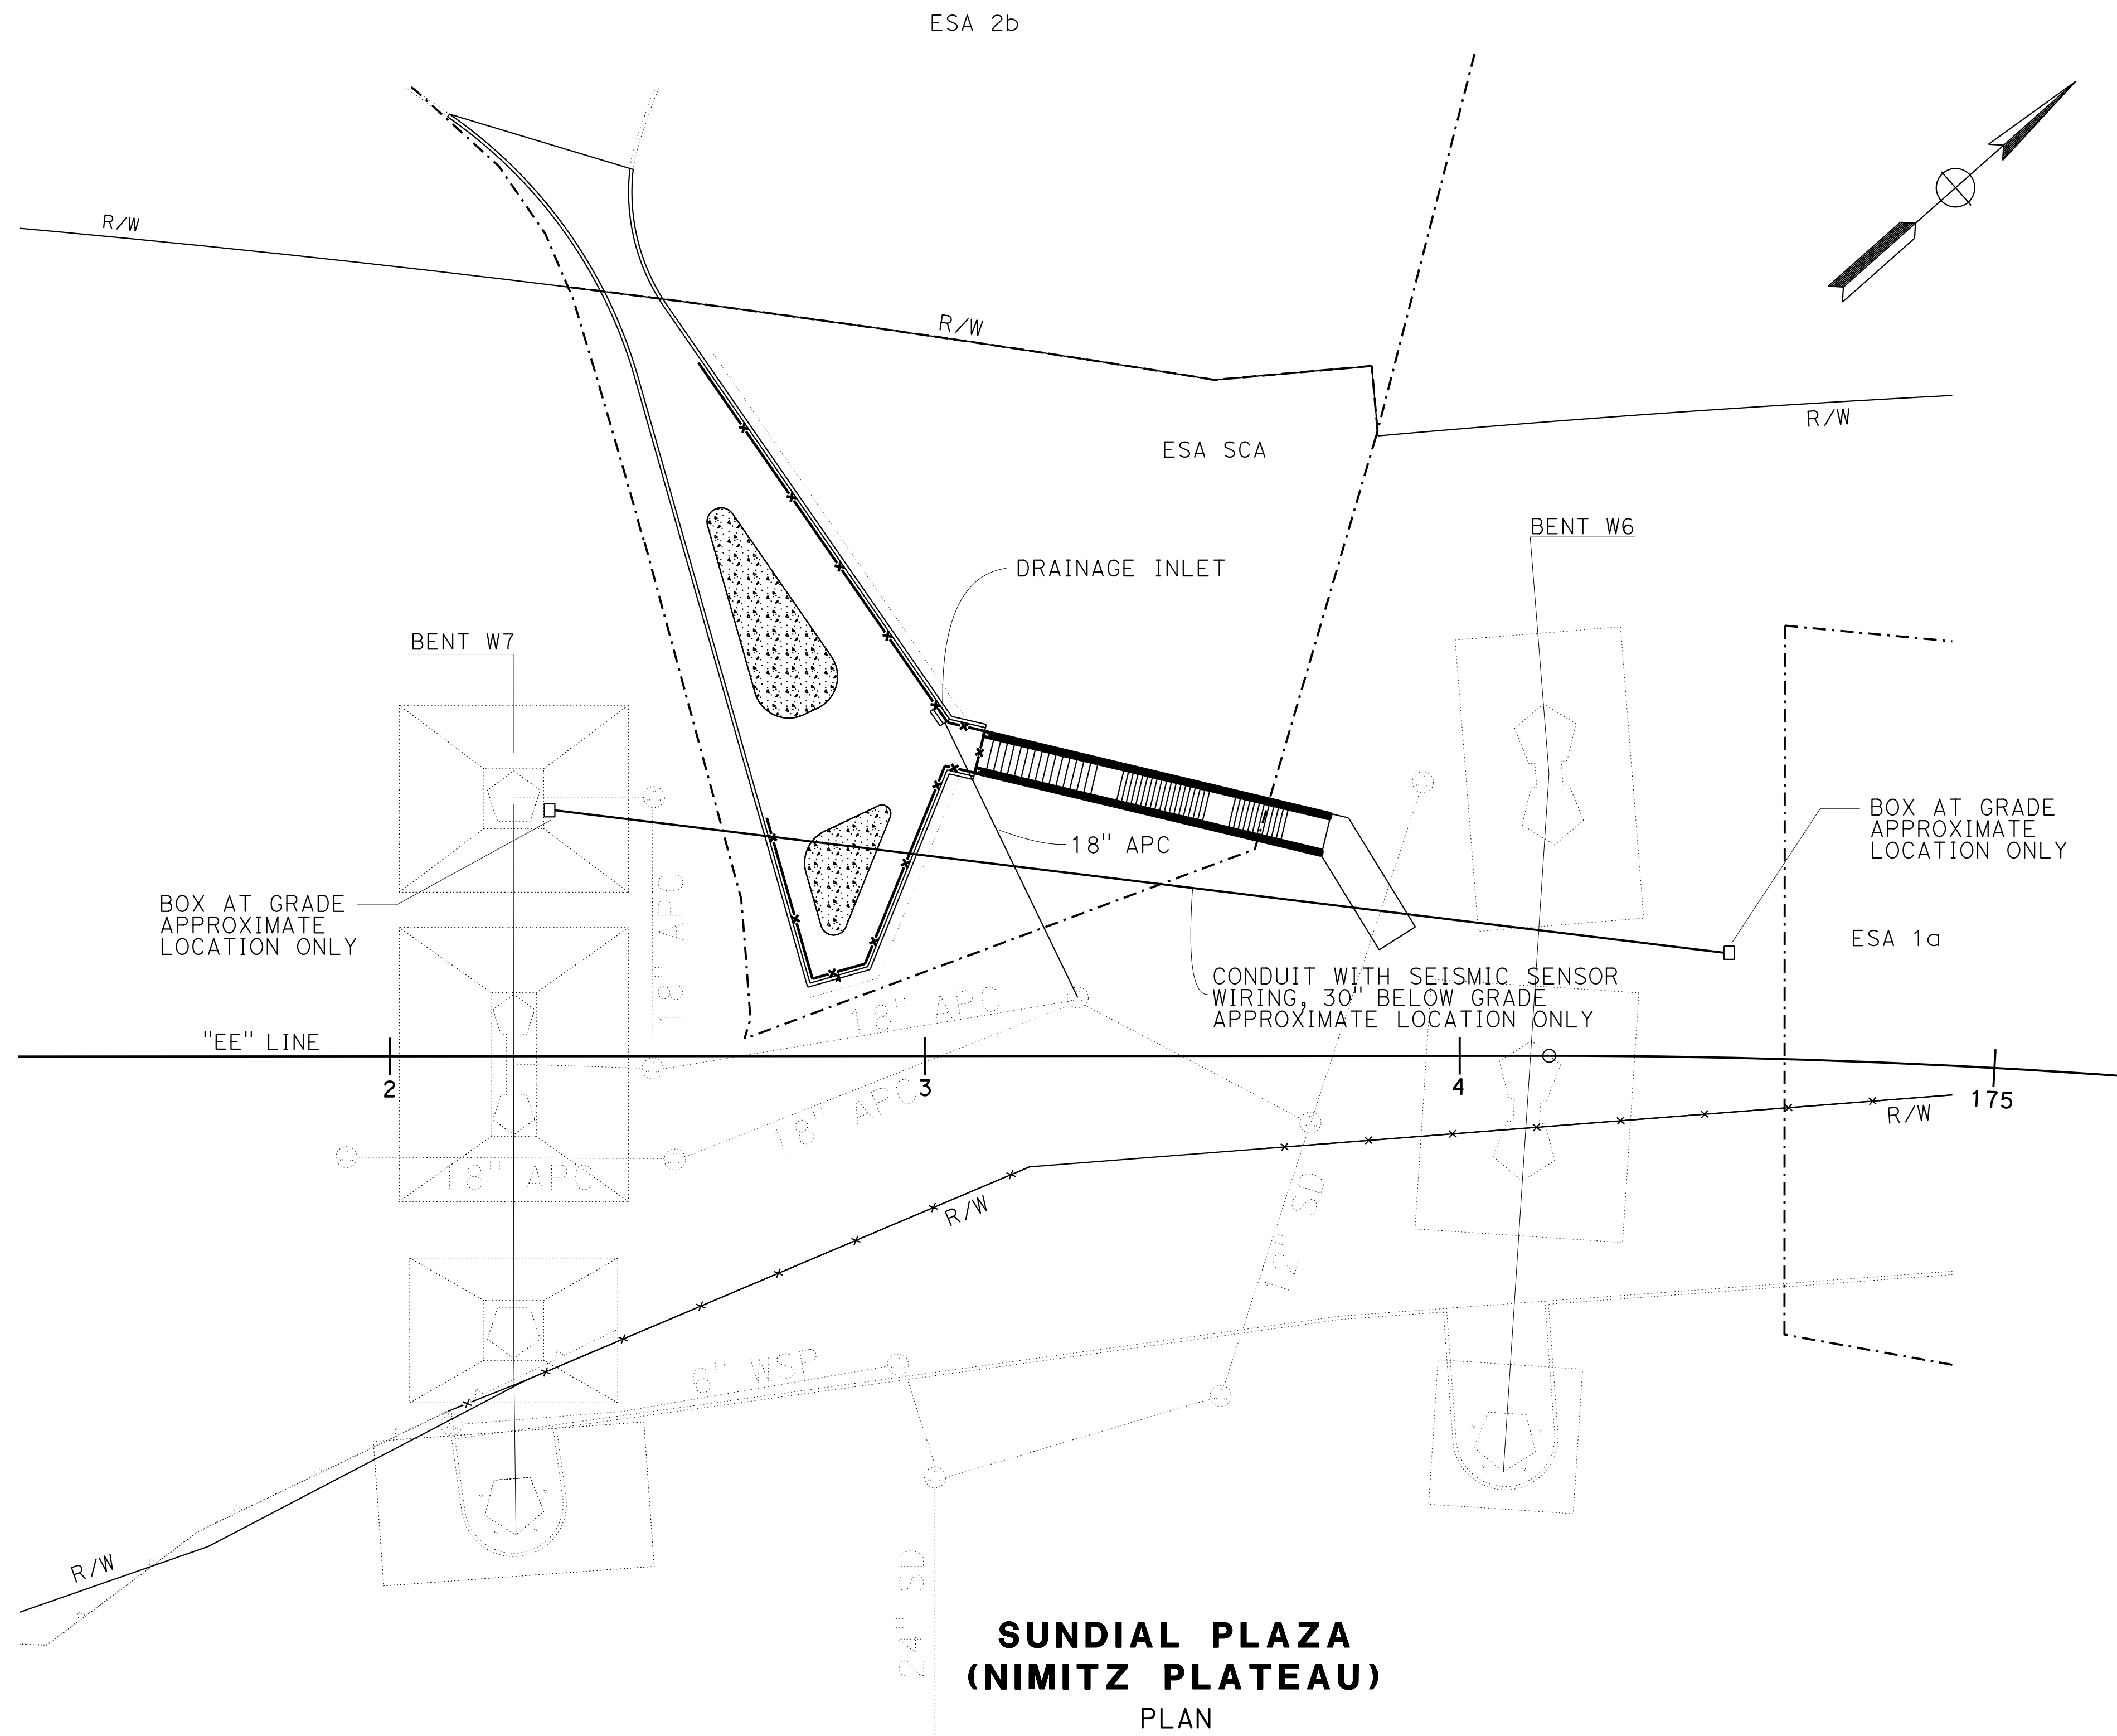 ESA 2b
R/W
R/W
R/W
ESA SCA
BENT W6
DRAINAGE INLET
BENT W7
18" APC
BOX AT GRADE
APPROXIMATE
LOCATION ONLY
BOX AT GRADE
APPROXIMATE
LOCATION ONLY
18" APC
ESA 1a
CONDUIT WITH SEISMIC SENSOR
WIRING, 30" BELOW GRADE
APPROXIMATE LOCATION ONLY
18" APC
"EE" LINE
2
3
4
175
18" APC
R/W
18" APC
R/W
12" SD
6" WSP
R/W
24" SD
SUNDIAL PLAZA
(NIMITZ PLATEAU)
PLAN